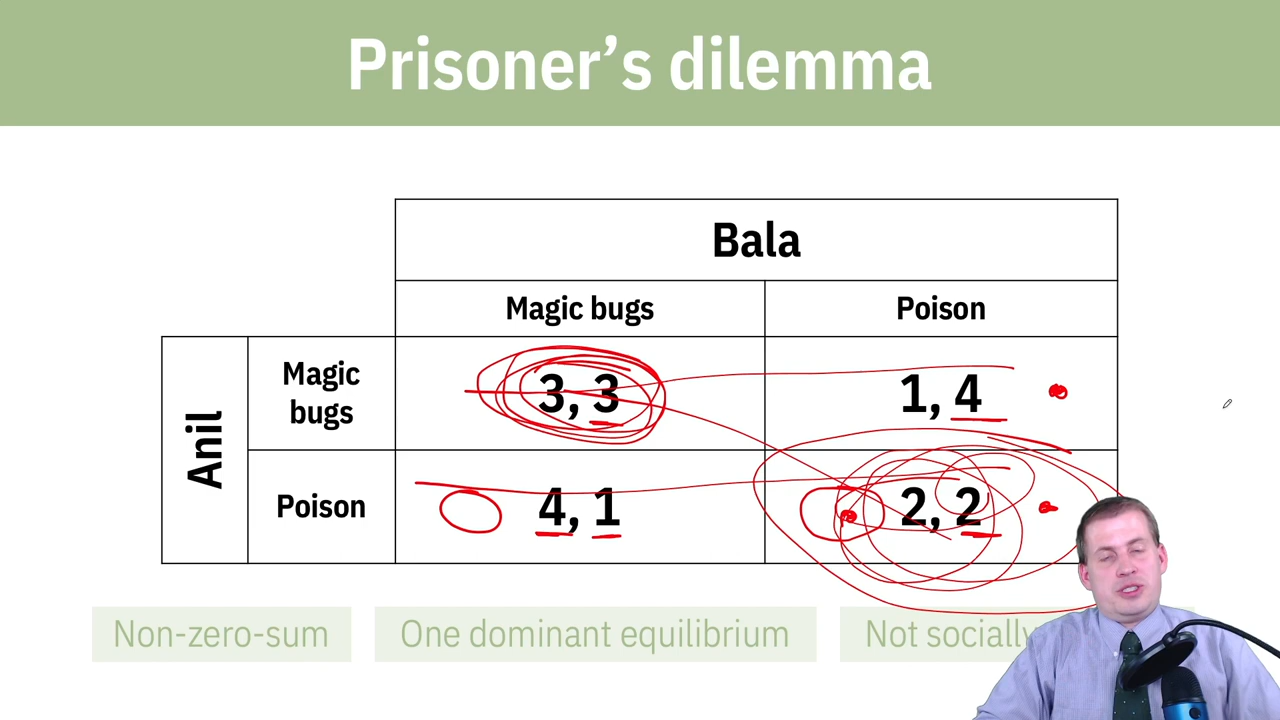 Prisoner's dilemma
Bala
Magic bugs
Poison
Anil
Magic
bugs
3, 3
1, 4
Poison
4, 1
2, 2
Non-zero-sum
One dominant equilibrium
Not socially